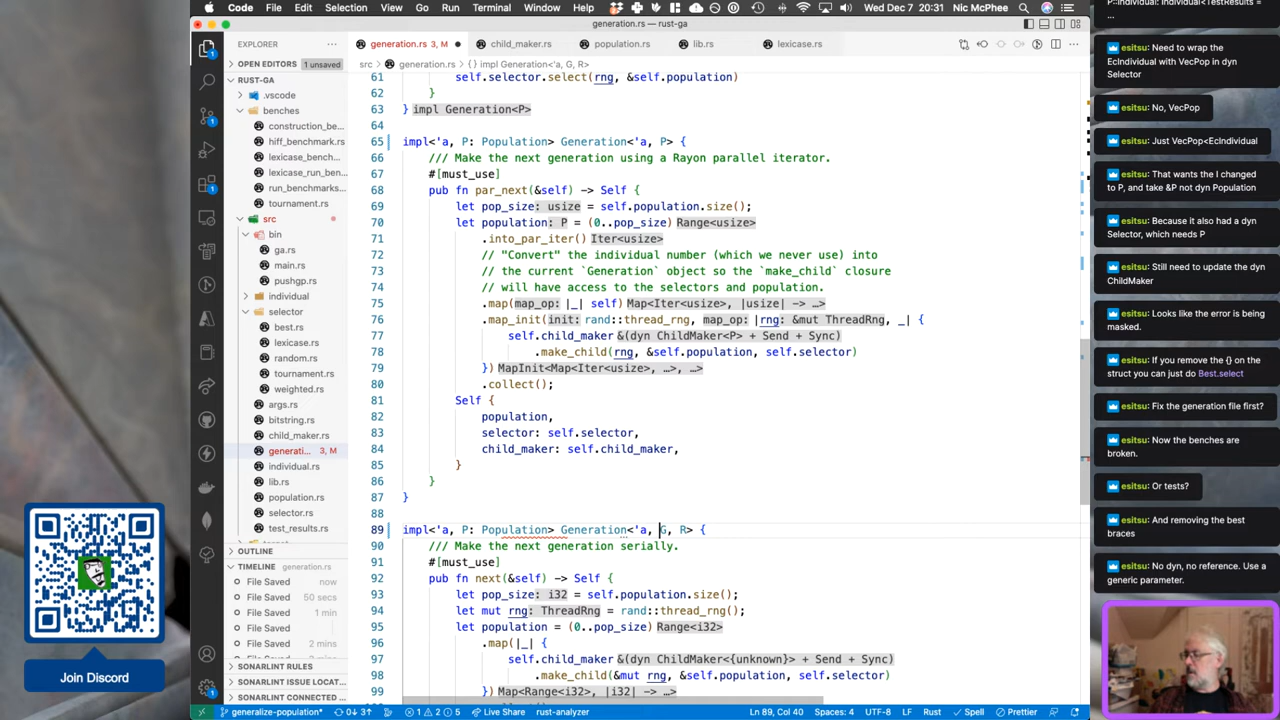 Code File Edit Selection View Go Run Terminal Window Help Wed Dec 7 20:31 Nic McPhee
generation.rs — rust-ga
EXPLORER
generation.rs 3, M
child_maker.rs
population.rs
lib.rs
lexicase.rs
src > generation.rs > {} impl Generation<'a, G, R>
OPEN EDITORS 1 unsaved
RUST-GA
.vscode
benches
construction_be...
hiff_benchmark.rs
lexicase_bench...
lexicase_run_ben...
run_benchmarks...
tournament.rs
src
bin
ga.rs
main.rs
pushgp.rs
individual
selector
best.rs
lexicase.rs
random.rs
tournament.rs
weighted.rs
args.rs
bitstring.rs
child_maker.rs
generati... 3, M
individual.rs
lib.rs
population.rs
selector.rs
test_results.rs
OUTLINE
TIMELINE generation.rs
File Saved now
File Saved 50 secs
File Saved 1 min
File Saved
File Saved 2 mins
SONARLINT RULES
SONARLINT ISSUE LOCAT...
SONARLINT CONNECTED
61 self.selector.select(rng, &self.population)
62 }
63 } impl Generation<P>
64
65 impl<'a, P: Population> Generation<'a, P> {
66 /// Make the next generation using a Rayon parallel iterator.
67 #[must_use]
68 pub fn par_next(&self) -> Self {
69 let pop_size: usize = self.population.size();
70 let population: P = (0..pop_size) Range<usize>
71 .into_par_iter() Iter<usize>
72 // "Convert" the individual number (which we never use) into
73 // the current `Generation` object so the `make_child` closure
74 // will have access to the selectors and population.
75 .map(map_op: |_| self) Map<Iter<usize>, |usize| -> ...>
76 .map_init(init: rand::thread_rng, map_op: |rng: &mut ThreadRng, _| {
77 self.child_maker &(dyn ChildMaker<P> + Send + Sync)
78 .make_child(rng, &self.population, self.selector)
79 }) MapInit<Map<Iter<usize>, ...>, ...>
80 .collect();
81 Self {
82 population,
83 selector: self.selector,
84 child_maker: self.child_maker,
85 }
86 }
87 }
88
89 impl<'a, P: Population> Generation<'a, G, R> {
90 /// Make the next generation serially.
91 #[must_use]
92 pub fn next(&self) -> Self {
93 let pop_size: i32 = self.population.size();
94 let mut rng: ThreadRng = rand::thread_rng();
95 let population = (0..pop_size) Range<i32>
96 .map(|_| {
97 self.child_maker &(dyn ChildMaker<{unknown}> + Send + Sync)
98 .make_child(&mut rng, &self.population, self.selector)
99 }) Map<Range<i32>, |i32| -> ...>
generalize-population* 0↓ 3↑ 1 2 5 Live Share rust-analyzer Ln 89, Col 40 Spaces: 4 UTF-8 LF Rust Spell Prettier
...
esitsu: Need to wrap the
EcIndividual with VecPop in dyn
Selector
esitsu: No, VecPop
esitsu: Just VecPop<EcIndividual
esitsu: That wants the I changed
to P, and take &P not dyn Population
esitsu: Because it also had a dyn
Selector, which needs P
esitsu: Still need to update the dyn
ChildMaker
esitsu: Looks like the error is being
masked.
esitsu: If you remove the {} on the
struct you can just do Best.select
esitsu: Fix the generation file first?
esitsu: Now the benches are
broken.
esitsu: Or tests?
esitsu: And removing the best
braces
esitsu: No dyn, no reference. Use a
generic parameter.
Join Discord